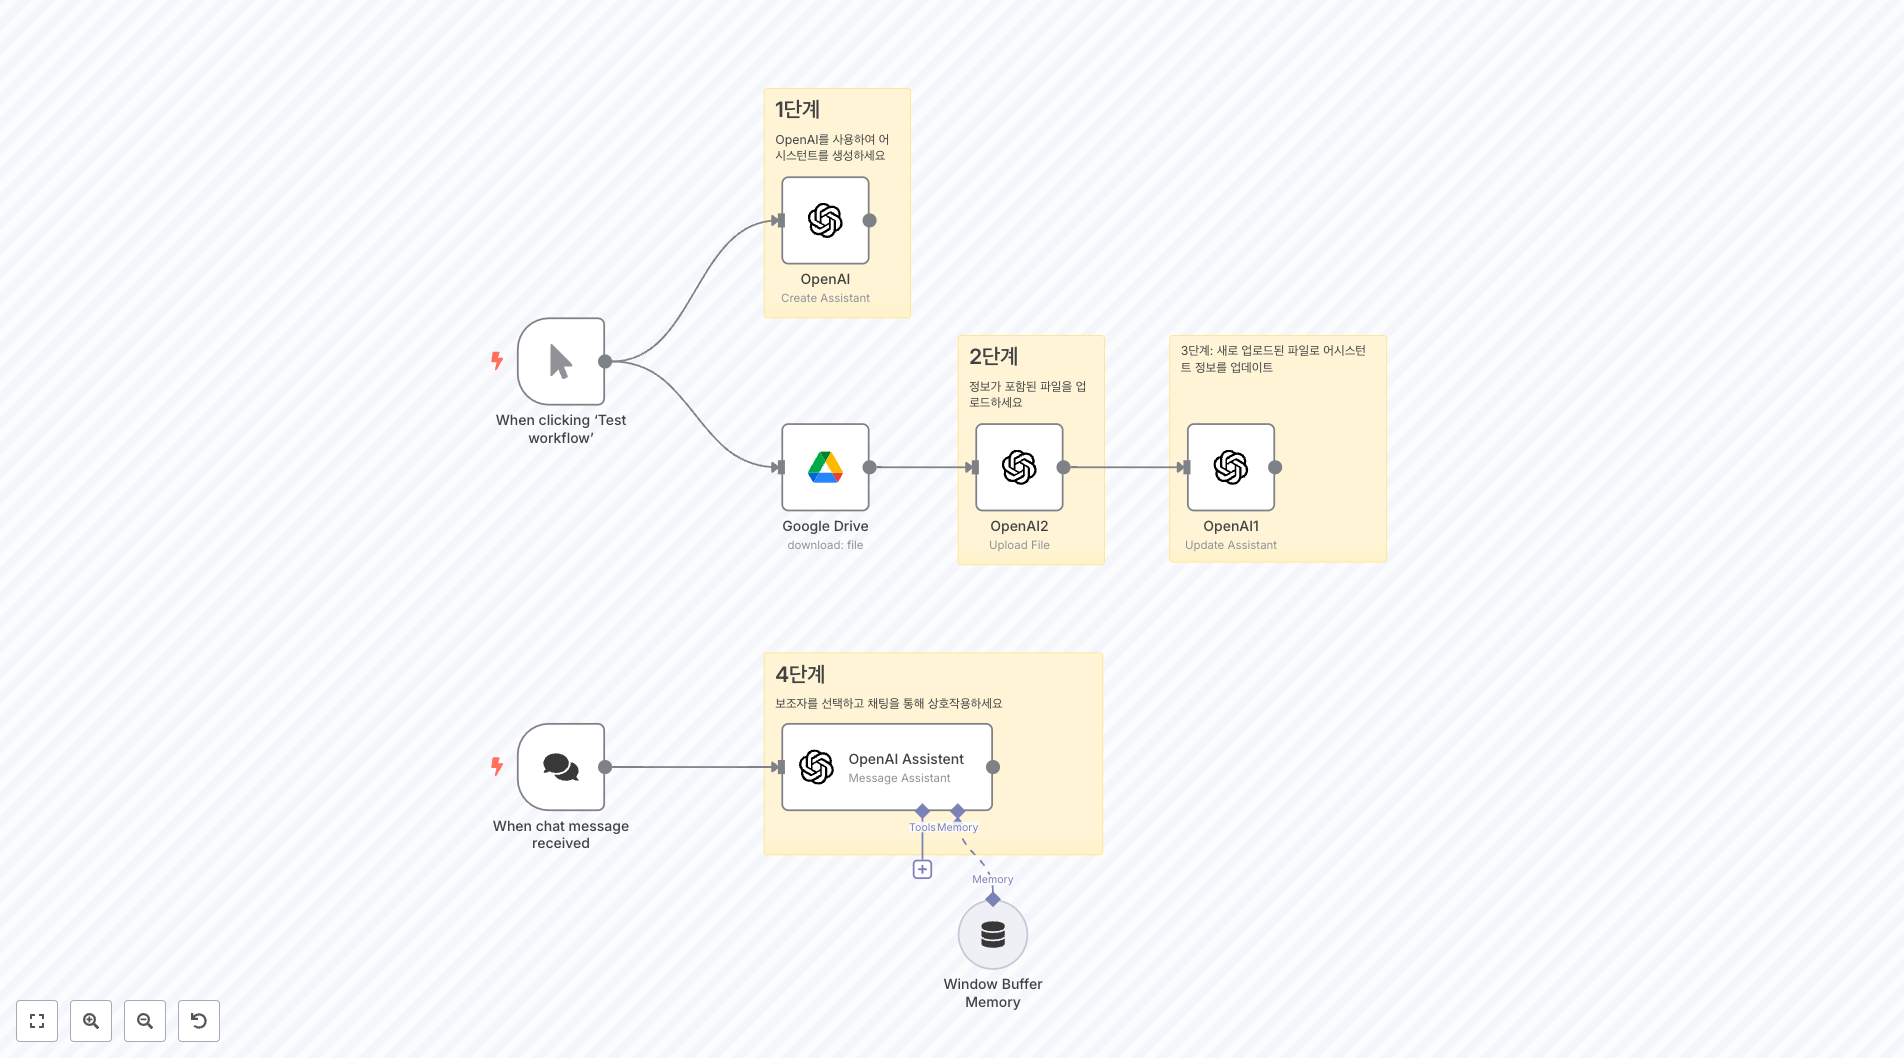 1단계
OpenAI를 사용하여 어
시스턴트를 생성하세요
OpenAI
Create Assistant
When clicking ‘Test
workflow’
Google Drive
download: file
2단계
정보가 포함된 파일을 업
로드하세요
OpenAI2
Upload File
3단계: 새로 업로드된 파일로 어시스턴
트 정보를 업데이트
OpenAI1
Update Assistant
4단계
보조자를 선택하고 채팅을 통해 상호작용하세요
When chat message
received
OpenAI Assistent
Message Assistant
Tools
Memory
Memory
Window Buffer
Memory